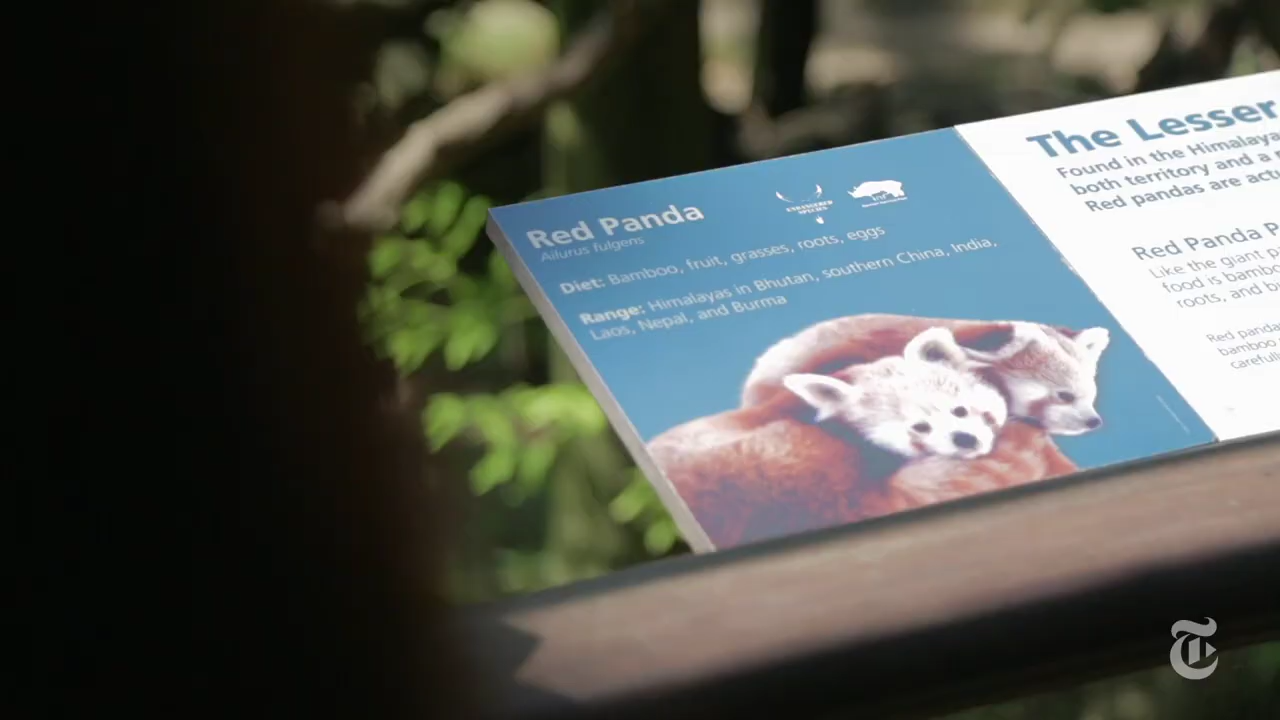 Red Panda
Ailurus fulgens
ENDANGERED
SPECIES
Diet: Bamboo, fruit, grasses, roots, eggs
Range: Himalayas in Bhutan, southern China, India,
Laos, Nepal, and Burma
The Lesser
Found in the Himalaya
both territory and a
Red pandas are actu
Red Panda P
Like the giant p
food is bambo
roots, and b
Red panda
bamboo
carefull